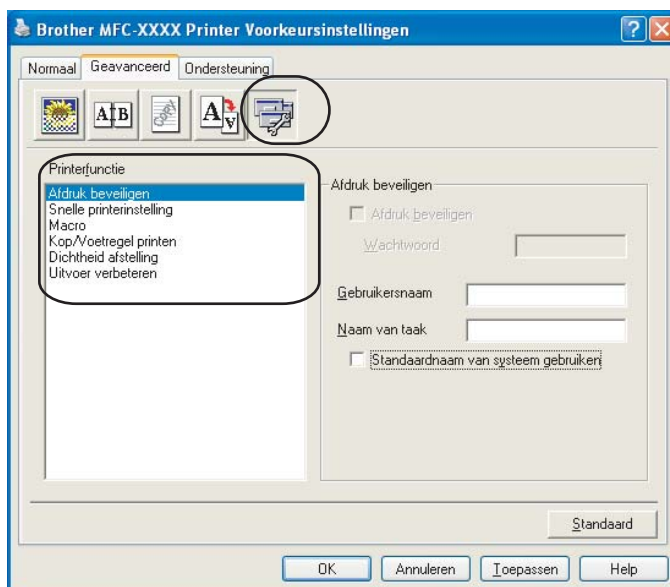 Brother MFC-XXXX Printer Voorkeursinstellingen
Normaal Geavanceerd Ondersteuning
A B copy A A
Printerfunctie
Afdruk beveiligen
Snelle printerinstelling
Macro
Kop/Voetregel printen
Dichtheid afstelling
Uitvoer verbeteren
Afdruk beveiligen
Afdruk beveiligen
Wachtwoord
Gebruikersnaam
Naam van taak
Standaardnaam van systeem gebruiken
Standaard
OK Annuleren Toepassen Help